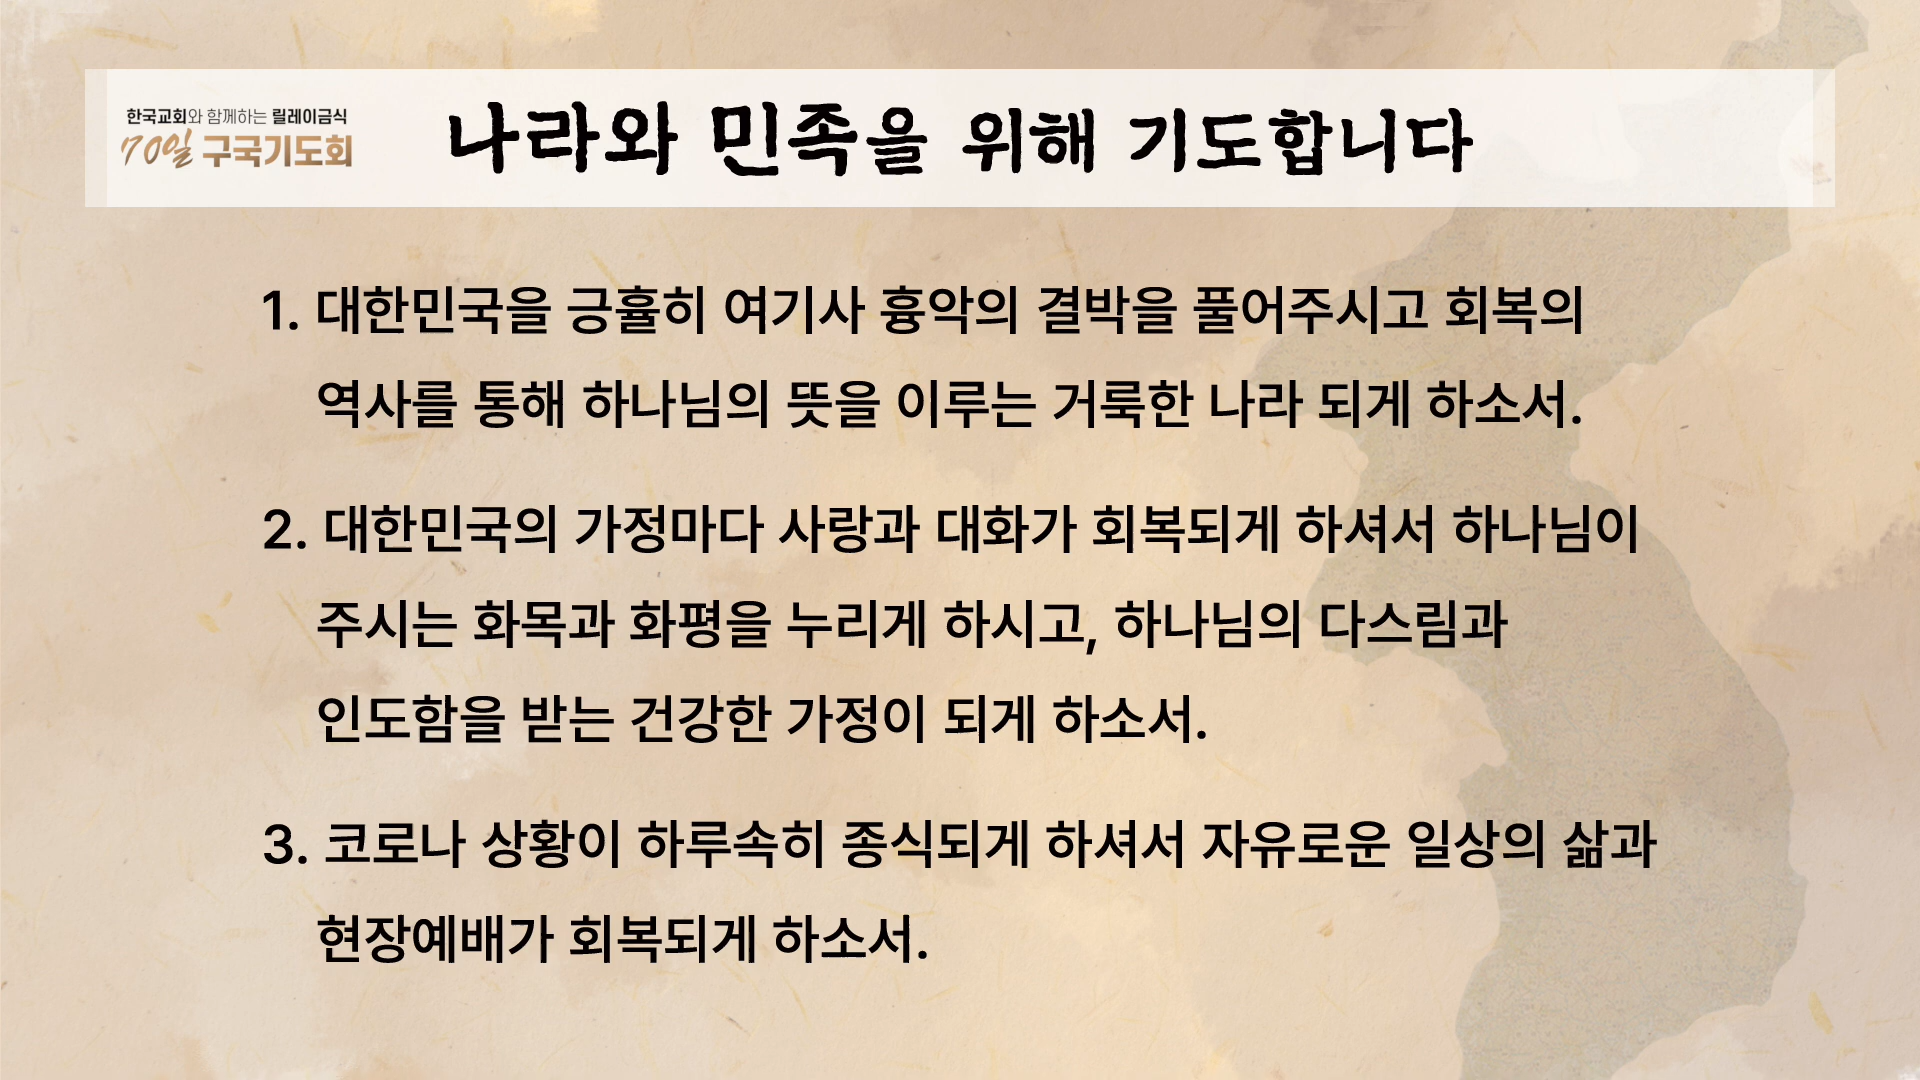 한국교회와 함께하는 릴레이금식
70일 구국기도회
나라와 민족을 위해 기도합니다
1. 대한민국을 긍휼히 여기사 흉악의 결박을 풀어주시고 회복의
역사를 통해 하나님의 뜻을 이루는 거룩한 나라 되게 하소서.
2. 대한민국의 가정마다 사랑과 대화가 회복되게 하셔서 하나님이
주시는 화목과 화평을 누리게 하시고, 하나님의 다스림과
인도함을 받는 건강한 가정이 되게 하소서.
3. 코로나 상황이 하루속히 종식되게 하셔서 자유로운 일상의 삶과
현장예배가 회복되게 하소서.